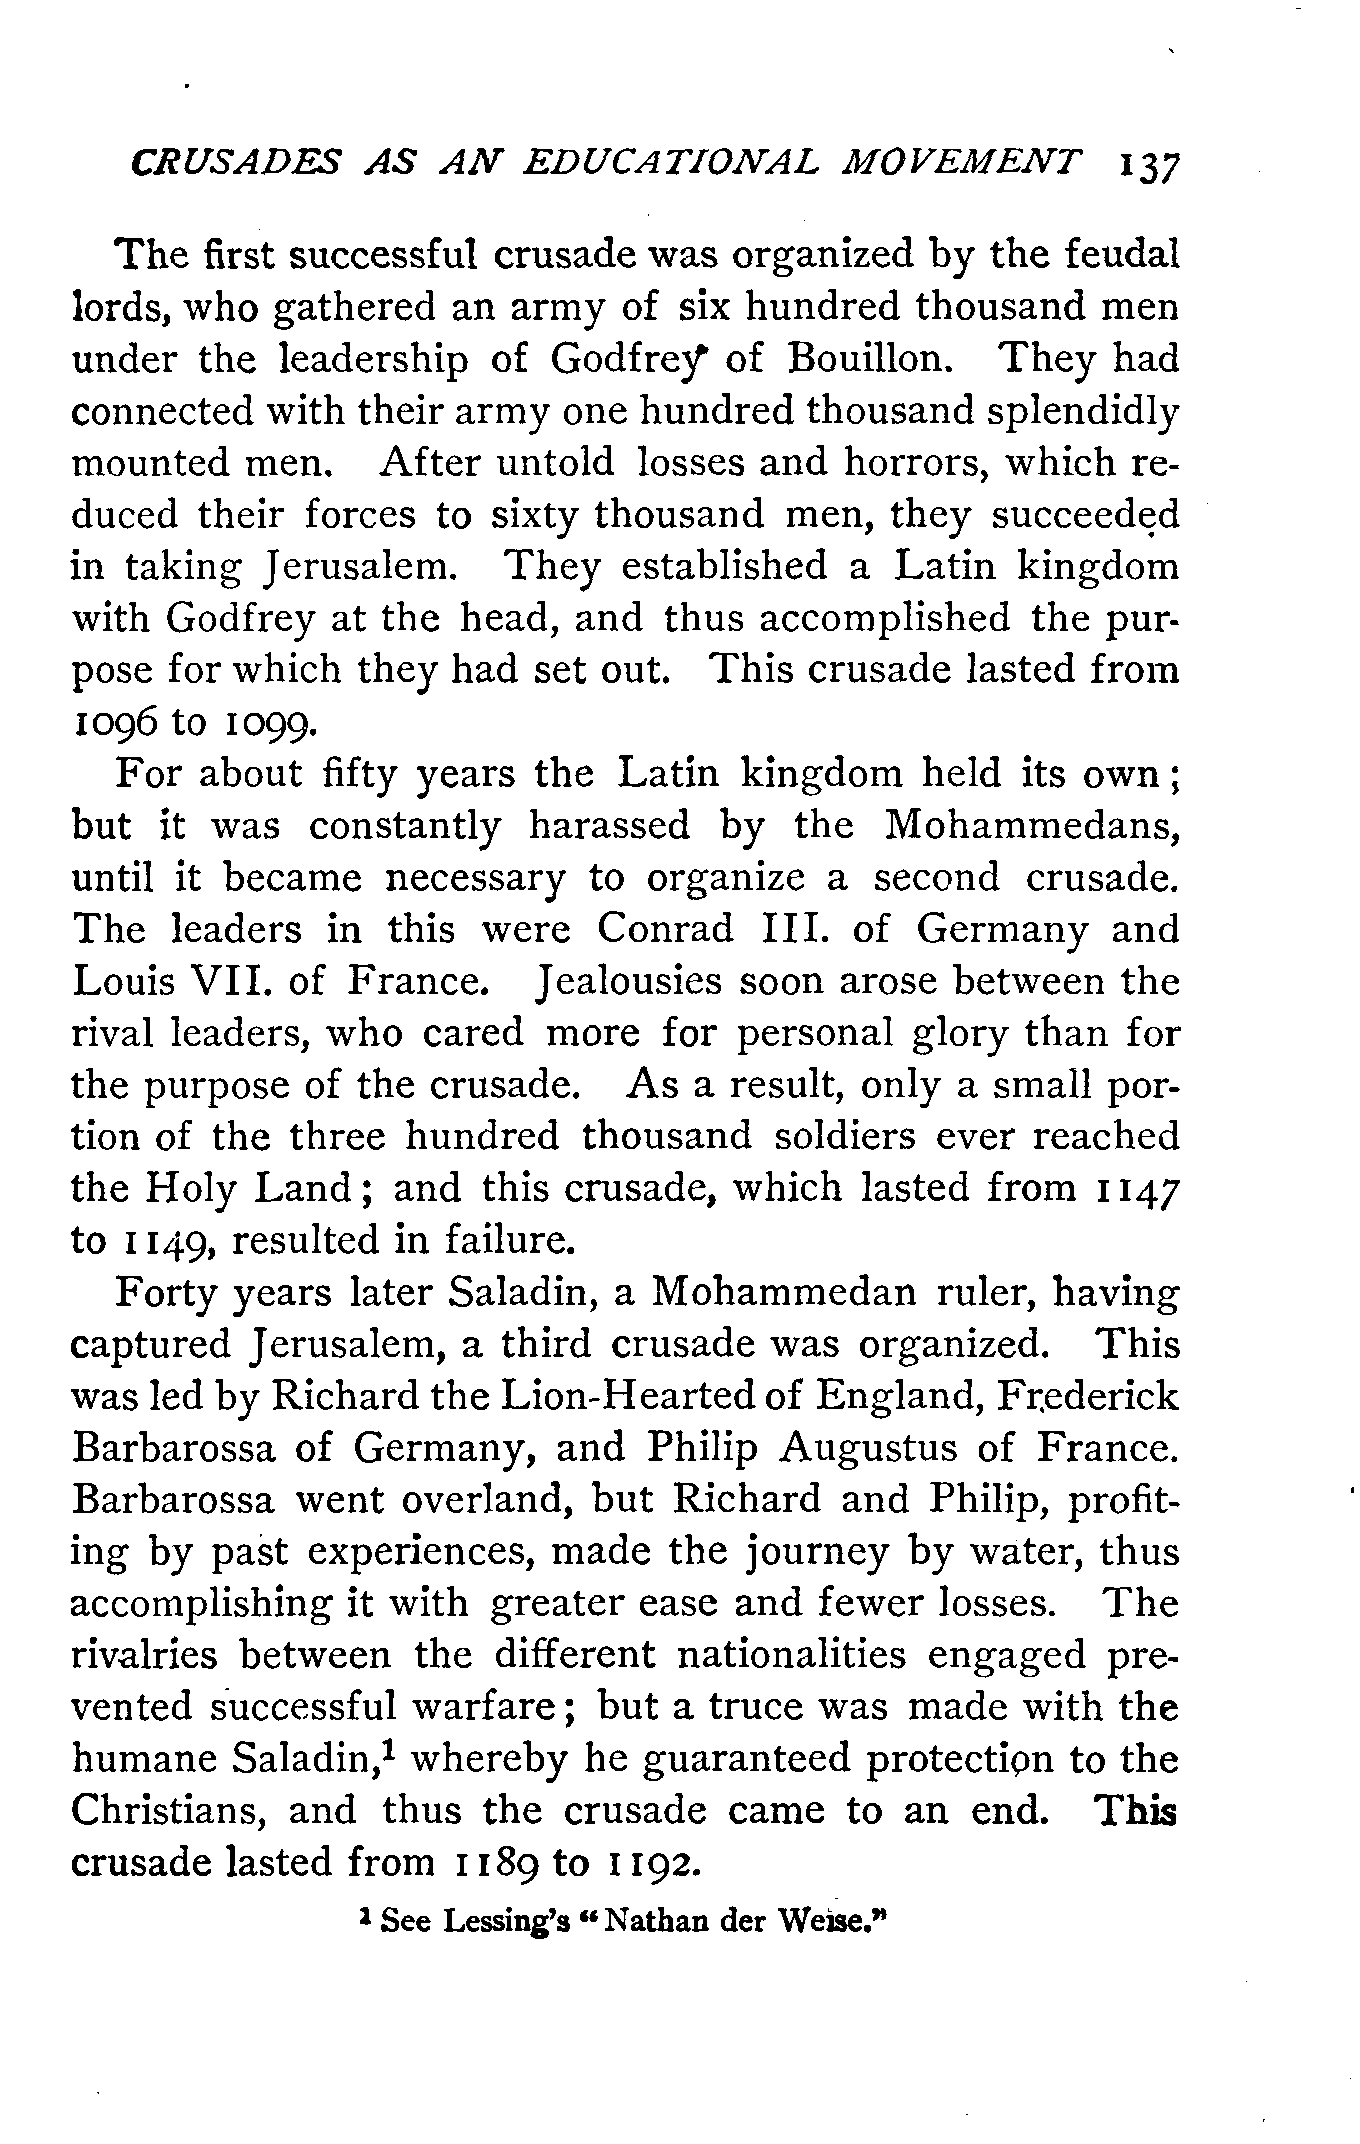 CRUSADES AS AN EDUCATIONAL MOVEMENT 137
The first successful crusade was organized by the feudal
lords, who gathered an army of six hundred thousand men
under the leadership of Godfrey of Bouillon. They had
connected with their army one hundred thousand splendidly
mounted men. After untold losses and horrors, which re-
duced their forces to sixty thousand men, they succeeded
in taking Jerusalem. They established a Latin kingdom
with Godfrey at the head, and thus accomplished the pur-
pose for which they had set out. This crusade lasted from
1096 to 1099.
For about fifty years the Latin kingdom held its own;
but it was constantly harassed by the Mohammedans,
until it became necessary to organize a second crusade.
The leaders in this were Conrad III. of Germany and
Louis VII. of France. Jealousies soon arose between the
rival leaders, who cared more for personal glory than for
the purpose of the crusade. As a result, only a small por-
tion of the three hundred thousand soldiers ever reached
the Holy Land; and this crusade, which lasted from 1147
to 1149, resulted in failure.
Forty years later Saladin, a Mohammedan ruler, having
captured Jerusalem, a third crusade was organized. This
was led by Richard the Lion-Hearted of England, Frederick
Barbarossa of Germany, and Philip Augustus of France.
Barbarossa went overland, but Richard and Philip, profit-
ing by past experiences, made the journey by water, thus
accomplishing it with greater ease and fewer losses. The
rivalries between the different nationalities engaged pre-
vented successful warfare; but a truce was made with the
humane Saladin,¹ whereby he guaranteed protection to the
Christians, and thus the crusade came to an end. This
crusade lasted from 1189 to 1192.
¹ See Lessing's "Nathan der Weise."